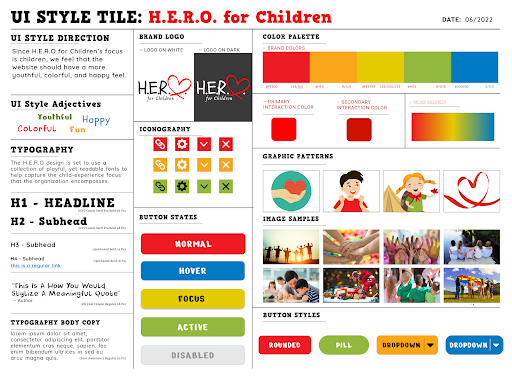 UI STYLE TILE: H.E.R.O. for Children
DATE: 06/2022
UI STYLE DIRECTION
Since H.E.R.O for Children's focus
is children, we feel that the
website should have a more
youthful, colorful, and happy feel.
UI Style Adjectives
Youthful
Happy
Colorful
Fun
TYPOGRAPHY
The H.E.R.O design is set to use a
collection of playful, yet readable fonts to
help capture the child-experience focus
that the organization encompasses.
H1 - HEADLINE
H2 - Subhead
H3 - Subhead
H4 - Subhead
this is a regular link
"This is A How You Would
Stylize A Meaningful Quote"
- Author
TYPOGRAPHY BODY COPY
lorem ipsum dolor sit amet,
consectetur adipiscing elit. porttitor
elementum cras neque, sapien. leo
enim bibendum ultrices in sed eu
arcu magna quis.
BRAND LOGO
- LOGO ON WHITE
- LOGO ON DARK
H.E.R.
for Children
H.E.R.
for Children
ICONOGRAPHY
BUTTON STATES
NORMAL
HOVER
FOCUS
ACTIVE
DISABLED
COLOR PALETTE
- BRAND COLORS
- PRIMARY
INTERACTION COLOR
- SECONDARY
INTERACTION COLOR
GRAPHIC PATTERNS
IMAGE SAMPLES
BUTTON STYLES
ROUNDED
PILL
DROPDOWN
DROPDOWN